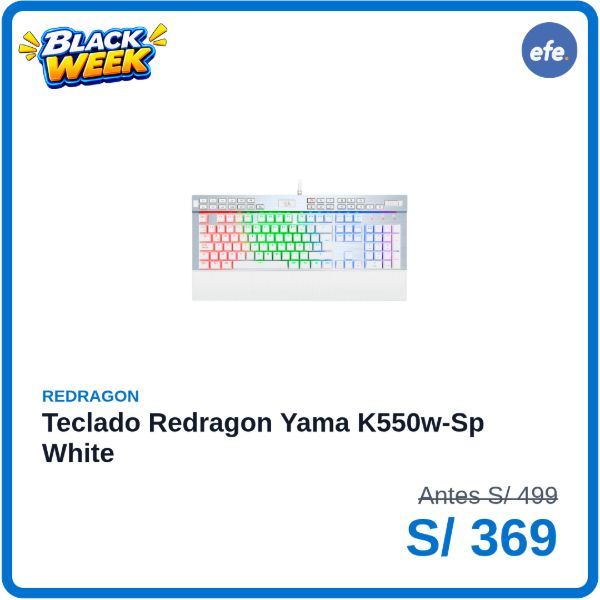 BLACK
WEEK
efe.
REDRAGON
Teclado Redragon Yama K550w-Sp
White
Antes S/ 499
S/ 369